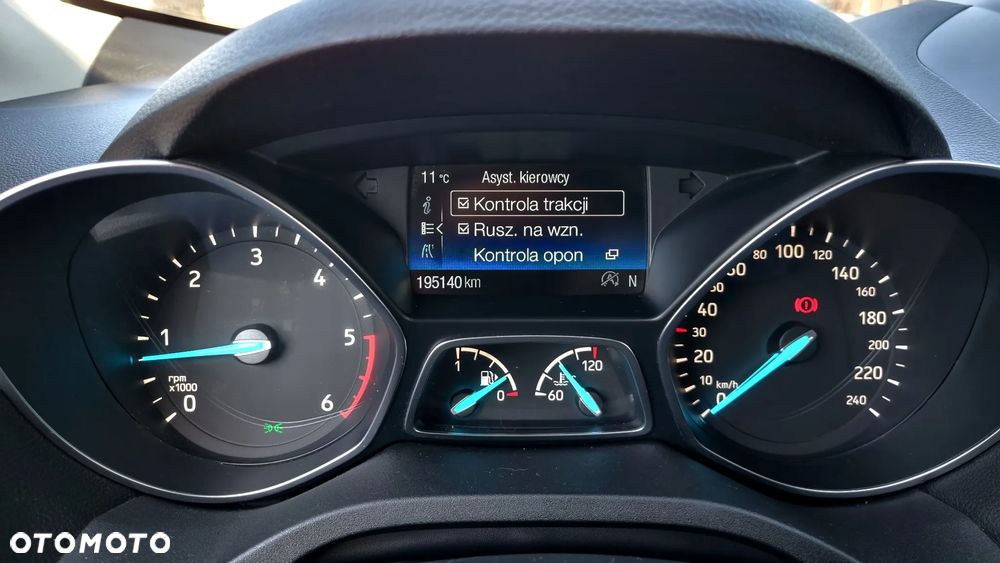 11 °C Asyst. kierowcy
Kontrola trakcji
Rusz. na wzn.
Kontrola opon
195140 km N
0 1 2 3 4 5 6
rpm
x1000
1 0
60 120
0 10 20 30 40 50 60 80 100 120 140 160 180 200 220 240
km/h
OTOMOTO